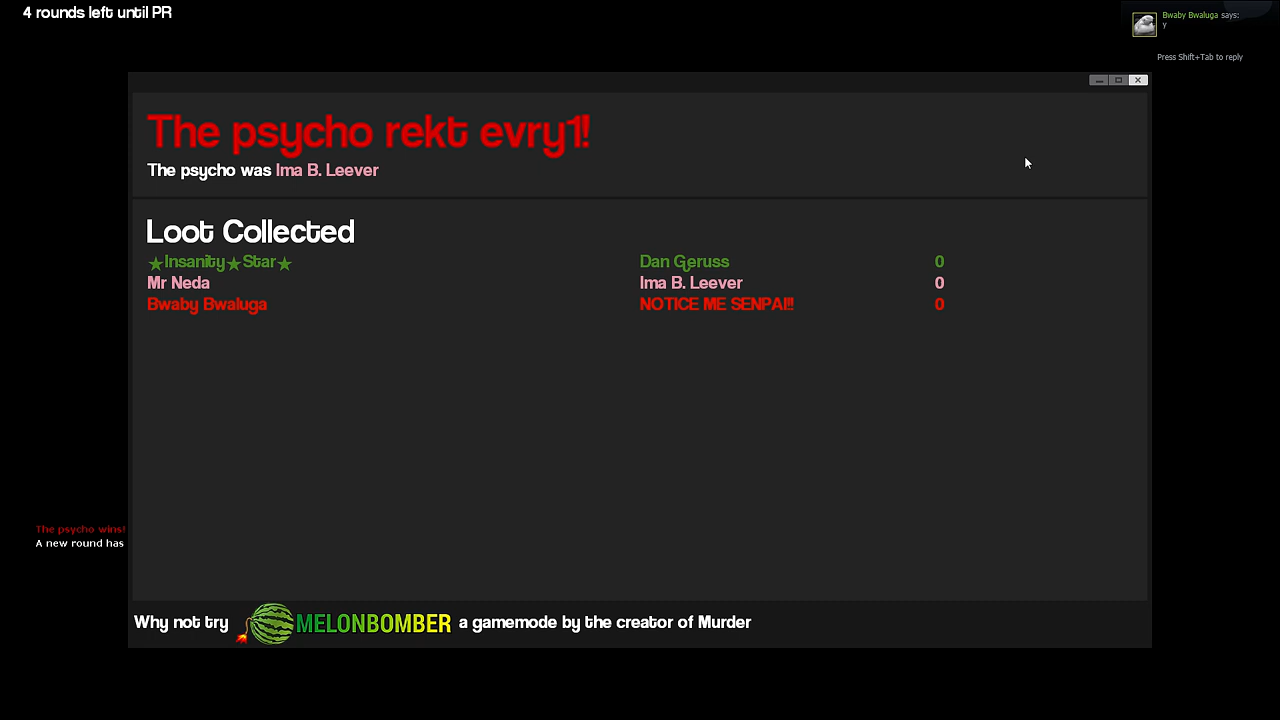 4 rounds left until PR
Bwaby Bwaluga says:
y
Press Shift+Tab to reply
The psycho rekt evry1!
The psycho was Ima B. Leever
Loot Collected
★Insanity★Star★ Dan Geruss 0
Mr Neda Ima B. Leever 0
Bwaby Bwaluga NOTICE ME SENPAI!! 0
The psycho wins!
A new round has
Why not try MELONBOMBER a gamemode by the creator of Murder